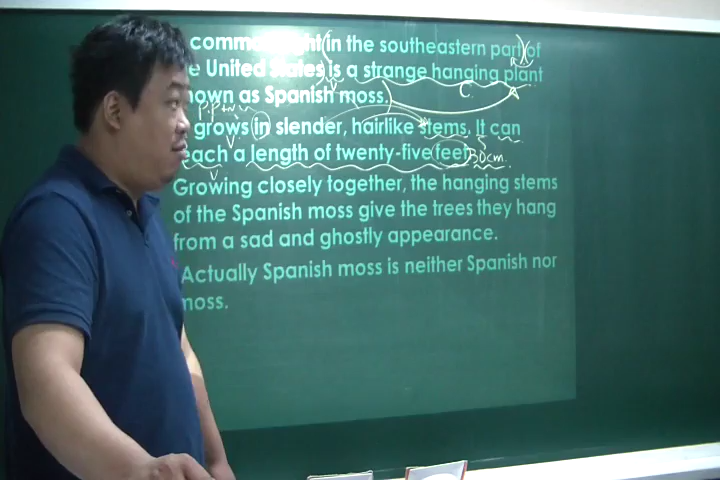 commo in the southeastern part of
e United States is a strange hanging plant
nown as Spanish moss.
grows in slender, hairlike stems. It can
each a length of twenty-five feet 30cm.
Growing closely together, the hanging stems
of the Spanish moss give the trees they hang
from a sad and ghostly appearance.
Actually Spanish moss is neither Spanish nor
moss.